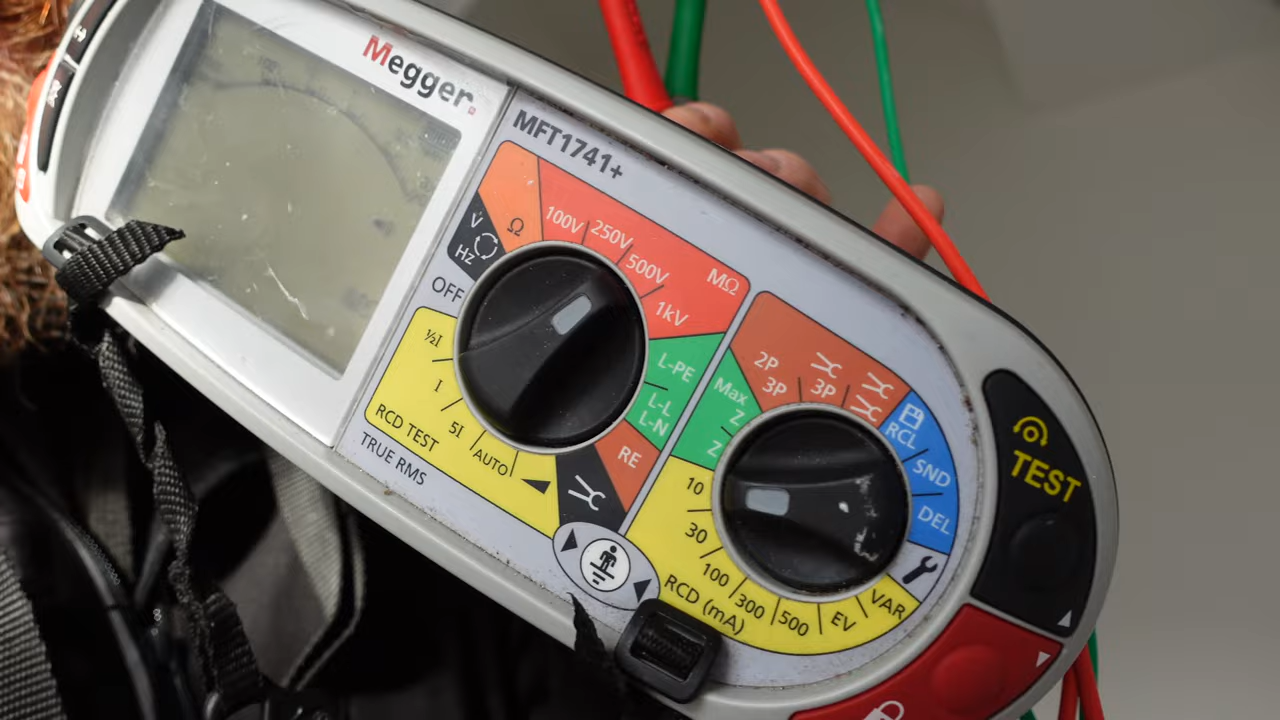 Megger.
MFT1741+
V
Hz
Ω
100V
250V
500V
1kV
MΩ
OFF
L-PE
L-L
L-N
RE
½I
I
5I
AUTO
RCD TEST
TRUE RMS
Max
Z
Z
2P
3P
3P
RCL
SND
DEL
10
30
100
300
500
EV
VAR
RCD (mA)
TEST